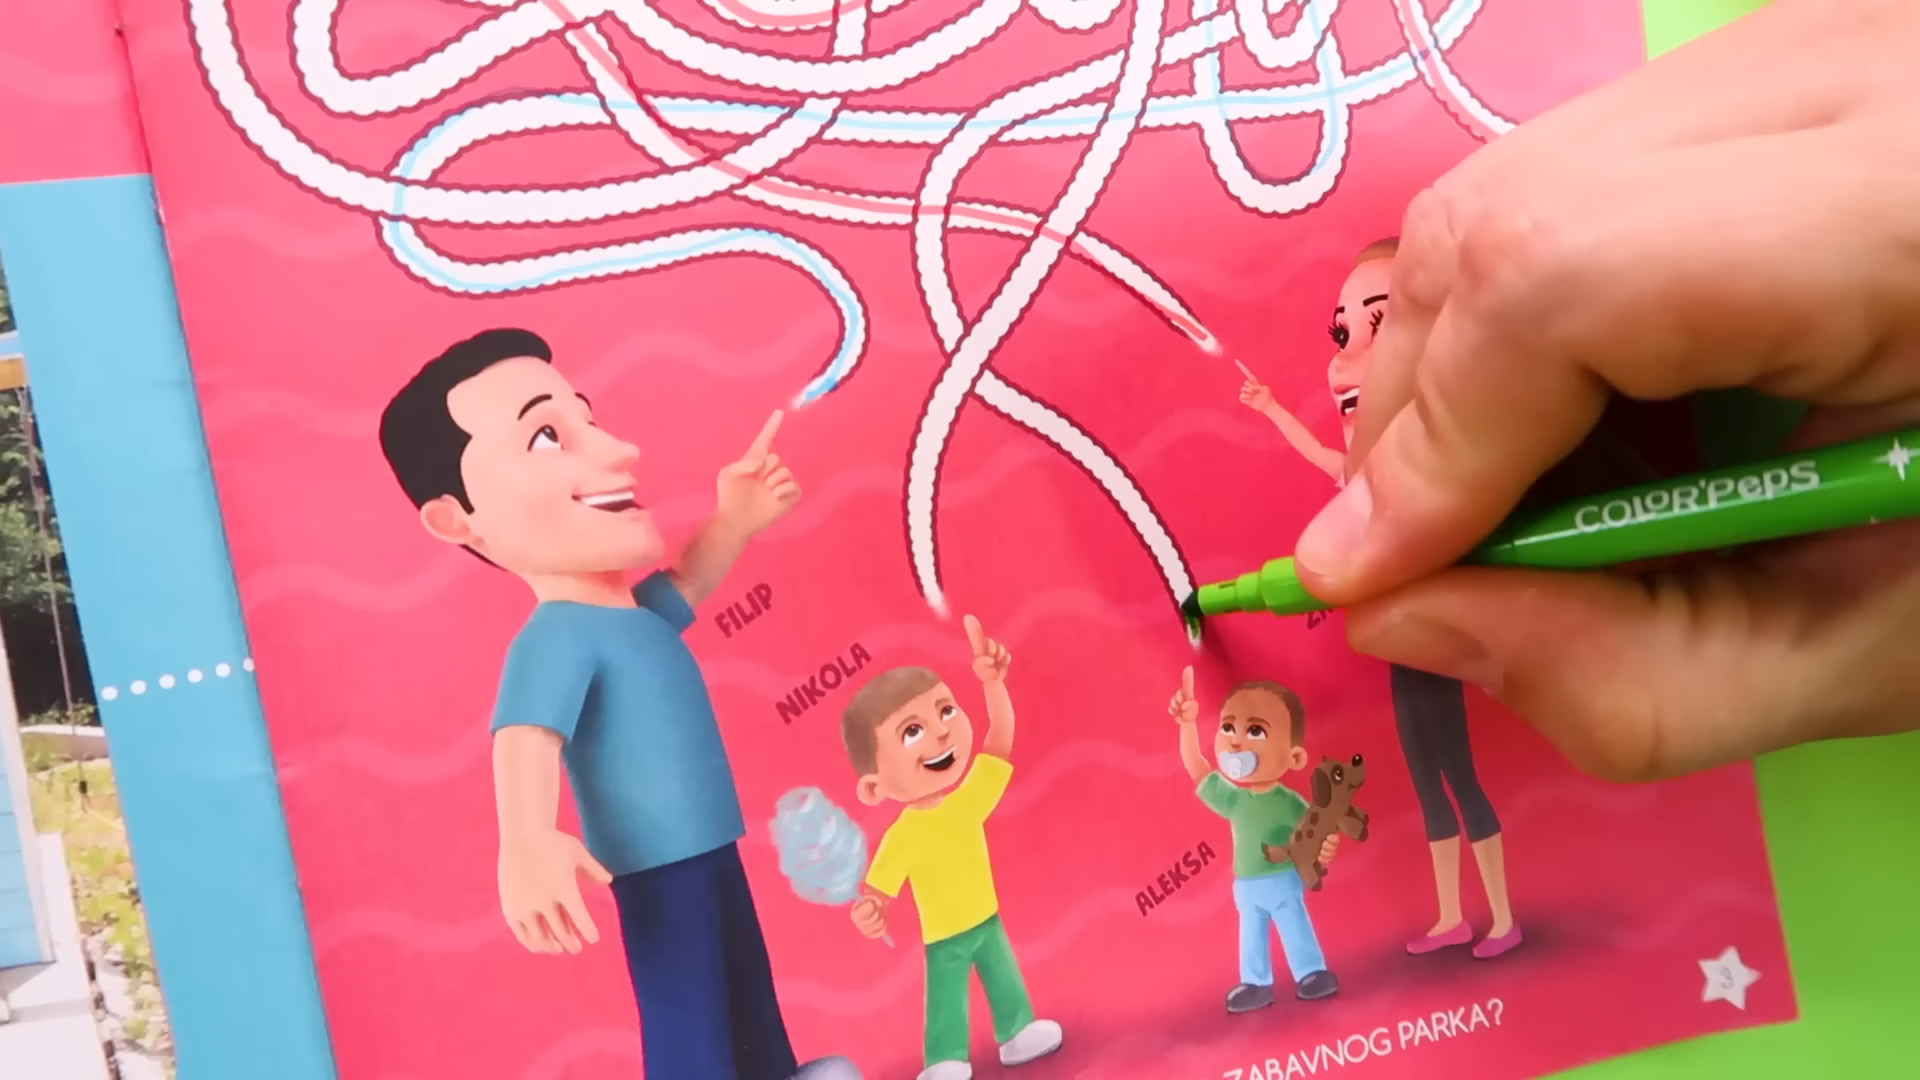 COLOR'PEPS
FILIP
NIKOLA
ALEKSA
ZABAVNOG PARKA?
3